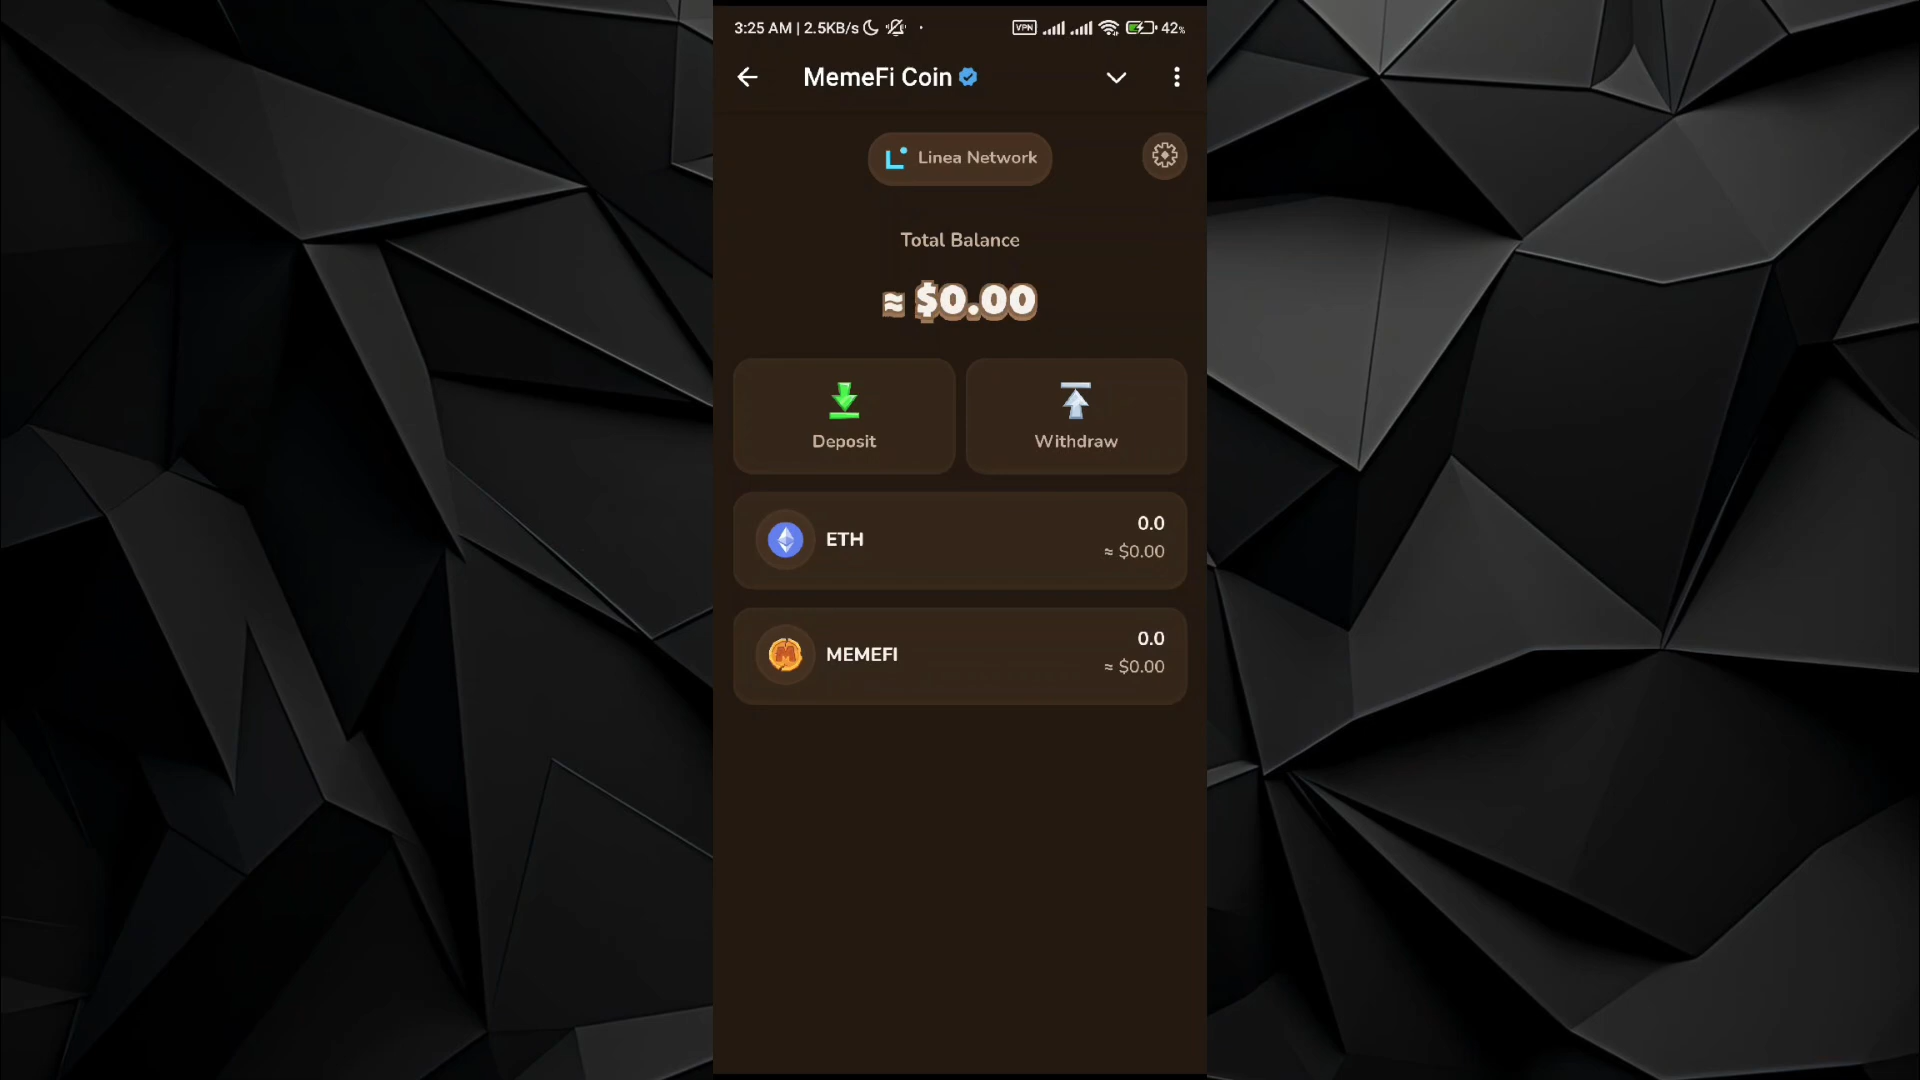 3:25 AM | 2.5KB/s VPN 42%
MemeFi Coin
Linea Network
Total Balance
≈ $0.00
Deposit Withdraw
ETH 0.0
≈ $0.00
MEMEFI 0.0
≈ $0.00